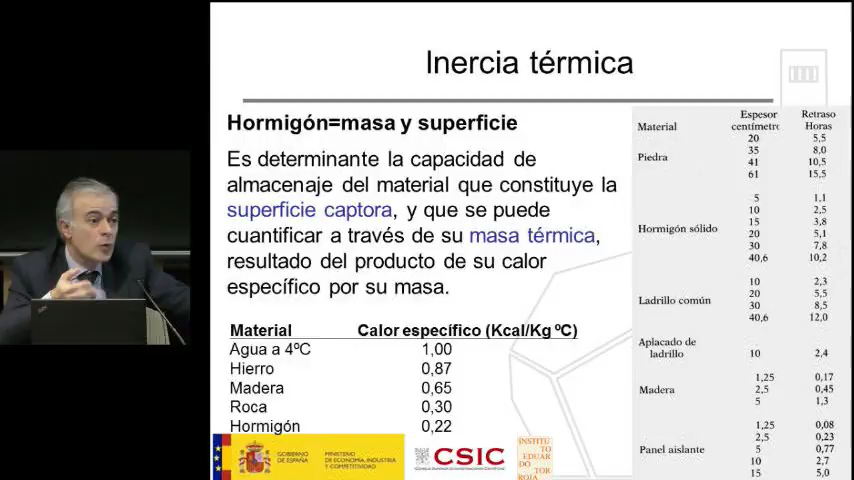 Inercia térmica
Hormigón=masa y superficie
Es determinante la capacidad de
almacenaje del material que constituye la
superficie captora, y que se puede
cuantificar a través de su masa térmica,
resultado del producto de su calor
específico por su masa.
Material Calor específico (Kcal/Kg ºC)
Agua a 4ºC 1,00
Hierro 0,87
Madera 0,65
Roca 0,30
Hormigón 0,22
GOBIERNO
DE ESPAÑA
MINISTERIO
DE ECONOMÍA, INDUSTRIA
Y COMPETITIVIDAD
CSIC
INSTITU
TO
EDUAR
DO
TOR
ROJA
Espesor Retraso
Material centímetro Horas
20 5,5
35 8,0
Piedra
41 10,5
61 15,5
5 1,1
10 2,5
15 3,8
Hormigón sólido
20 5,1
30 7,8
40,6 10,2
10 2,3
20 5,5
Ladrillo común
30 8,5
40,6 12,0
Aplacado de
ladrillo 10 2,4
1,25 0,17
Madera 2,5 0,45
5 1,3
1,25 0,08
2,5 0,23
Panel aislante 5 0,77
10 2,7
15 5,0